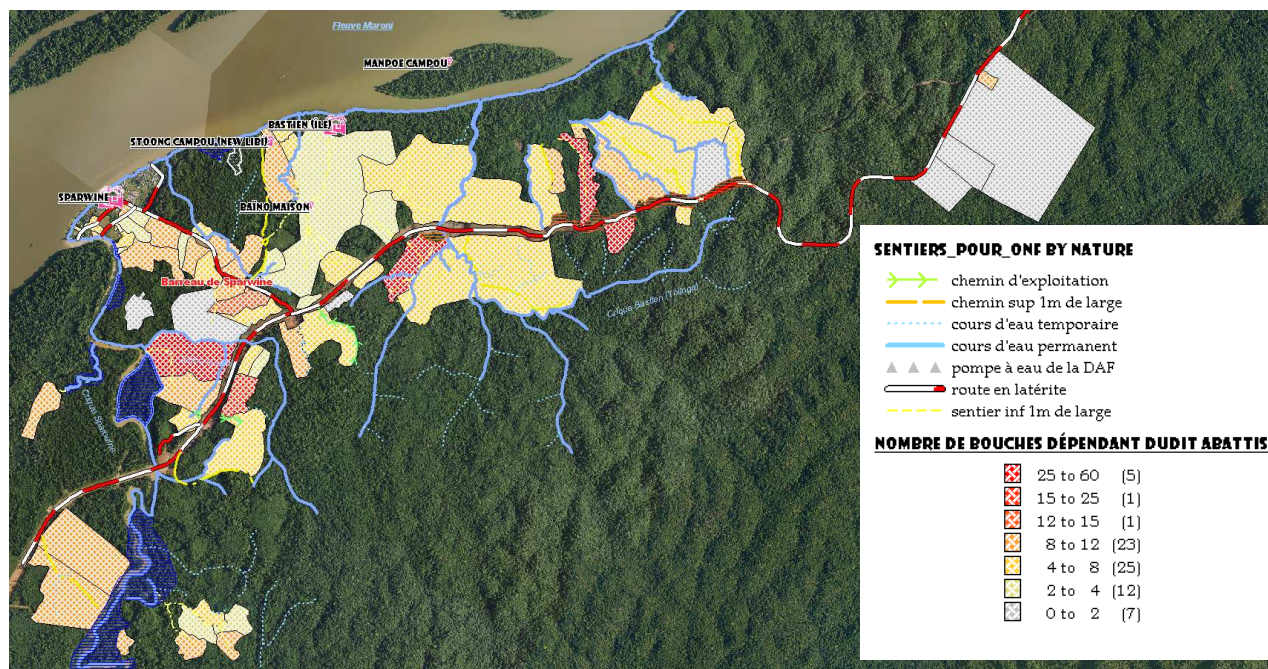 Fleuve Maroni
MANPOE CAMPOU
BASTIEN (ILE)
STOONG CAMPOU (NEW LIBI)
SPARWINE
BAÏNO MAISON
Barreau de Sparwine
Crique Bastien (Tolinga)
Crique Sparwine
SENTIERS_POUR_ONF BY NATURE
chemin d'exploitation
chemin sup 1m de large
cours d'eau temporaire
cours d'eau permanent
pompe à eau de la DAF
route en latérite
sentier inf 1m de large
NOMBRE DE BOUCHES DÉPENDANT DUDIT ABATTIS
25 to 60 (5)
15 to 25 (1)
12 to 15 (1)
8 to 12 (23)
4 to 8 (25)
2 to 4 (12)
0 to 2 (7)